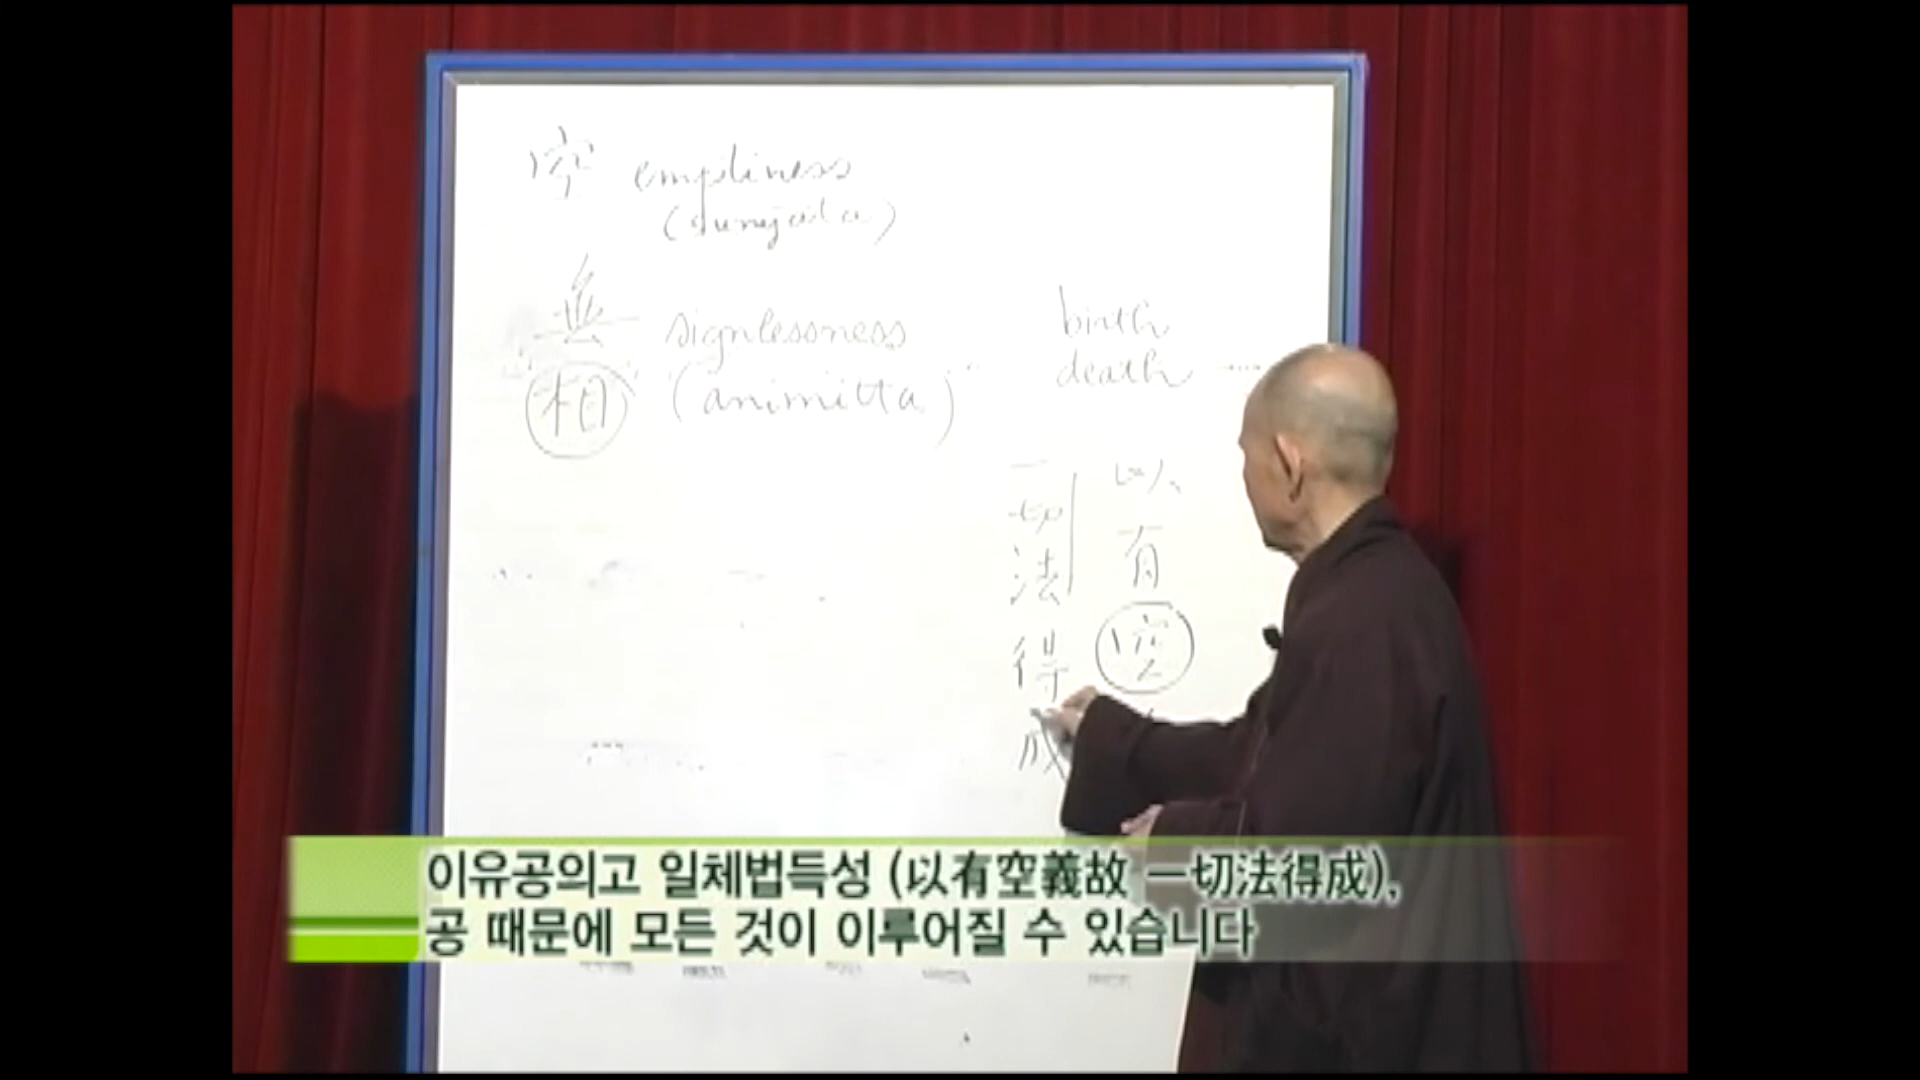 空 emptiness
(sunyata)
無 signlessness
相 (animitta)
birth
death
以有空
一切法得成
이유공의고 일체법득성 (以有空義故 一切法得成),
공 때문에 모든 것이 이루어질 수 있습니다